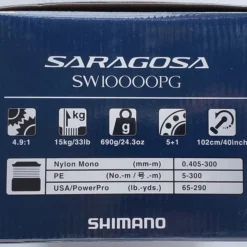 SARAGOSA
SW10000PG
kg g
4.9:1 15kg/33lb 690g/24.3oz 5+1 102cm/40inch
Nylon Mono (mm-m) 0.405-300
PE (No.-m / 号-m) 5-300
USA/PowerPro (lb.-yds.) 65-290
SHIMANO